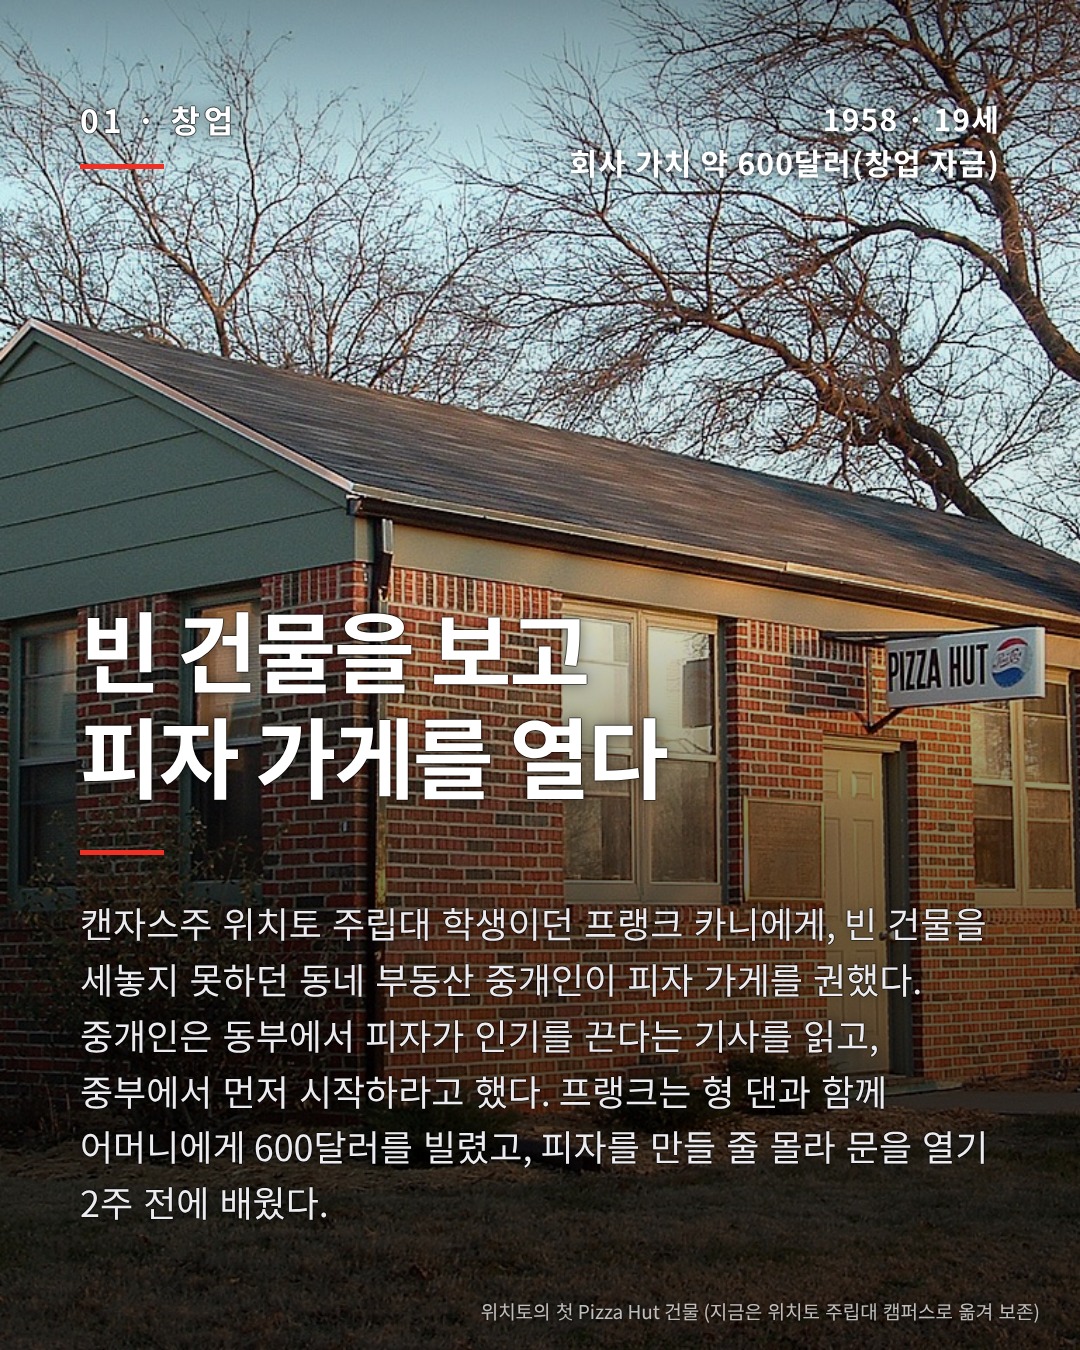 01 · 창업
1958 · 19세
회사 가치 약 600달러(창업 자금)
PIZZA HUT
빈 건물을 보고
피자 가게를 열다
캔자스주 위치토 주립대 학생이던 프랭크 카니에게, 빈 건물을
세놓지 못하던 동네 부동산 중개인이 피자 가게를 권했다.
중개인은 동부에서 피자가 인기를 끈다는 기사를 읽고,
중부에서 먼저 시작하라고 했다. 프랭크는 형 댄과 함께
어머니에게 600달러를 빌렸고, 피자를 만들 줄 몰라 문을 열기
2주 전에 배웠다.
위치토의 첫 Pizza Hut 건물 (지금은 위치토 주립대 캠퍼스로 옮겨 보존)